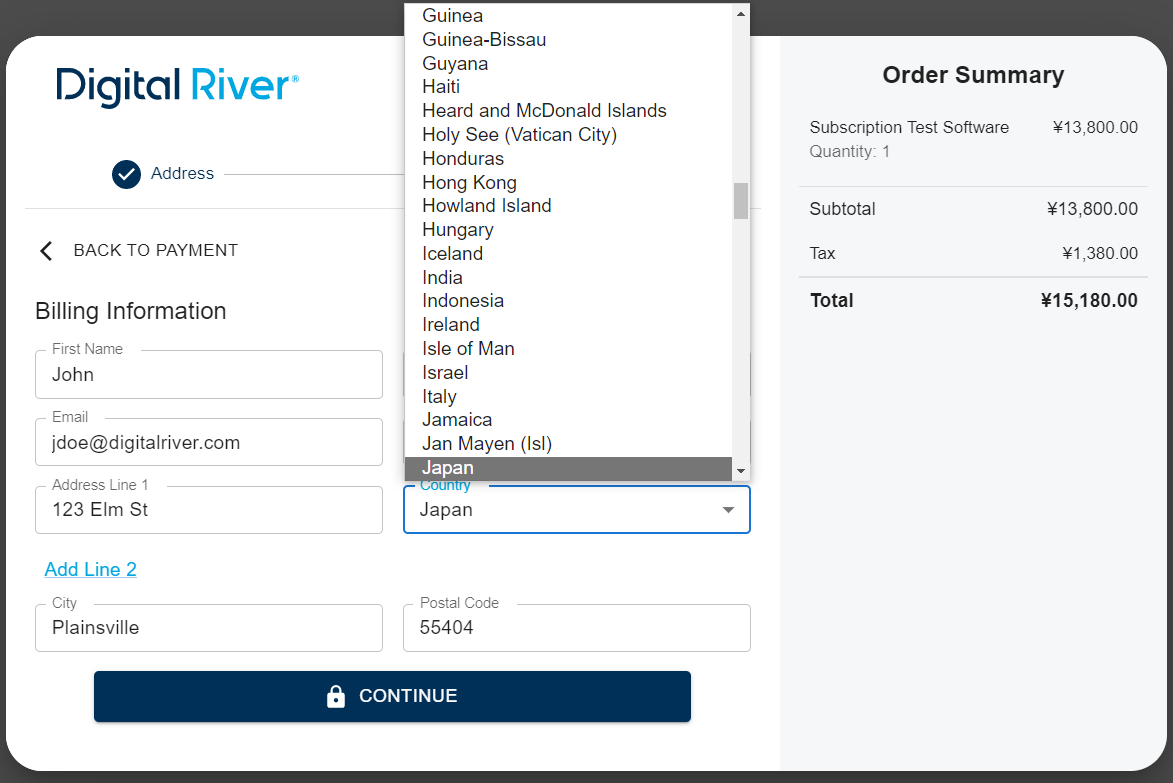 Digital River®
Address
BACK TO PAYMENT
Billing Information
First Name
John
Email
jdoe@digitalriver.com
Address Line 1
123 Elm St
Guinea
Guinea-Bissau
Guyana
Haiti
Heard and McDonald Islands
Holy See (Vatican City)
Honduras
Hong Kong
Howland Island
Hungary
Iceland
India
Indonesia
Ireland
Isle of Man
Israel
Italy
Jamaica
Jan Mayen (Isl)
Japan
Country
Japan
Add Line 2
City
Plainsville
Postal Code
55404
CONTINUE
Order Summary
Subscription Test Software ¥13,800.00
Quantity: 1
Subtotal ¥13,800.00
Tax ¥1,380.00
Total ¥15,180.00